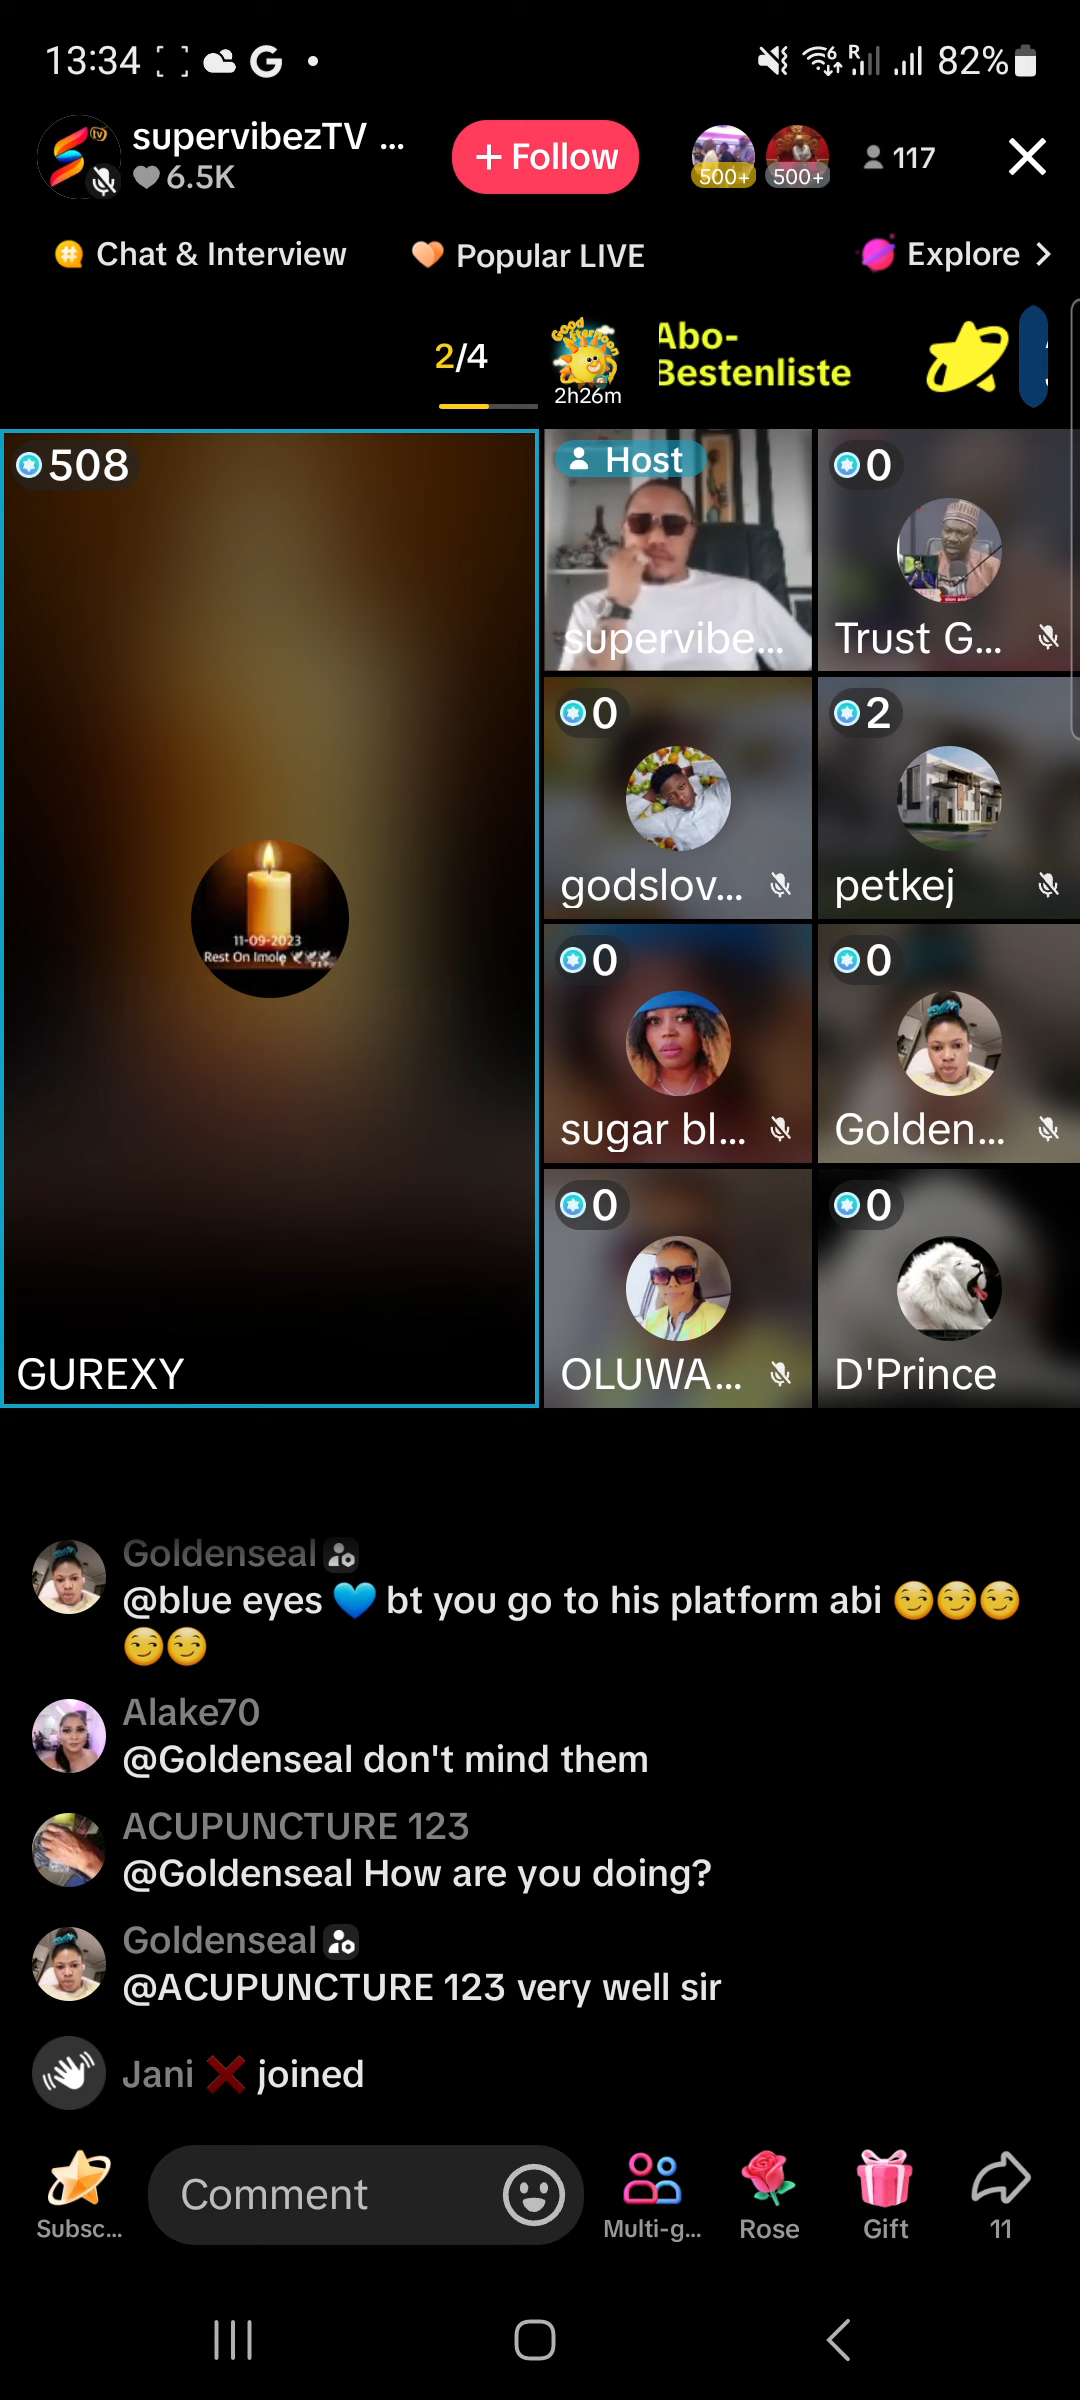 13:34
R
6
82%
supervibezTV ...
6.5K
+ Follow
500+
500+
117
Chat & Interview
Popular LIVE
Explore
2/4
Good Afternoon
2h26m
Abo-
Bestenliste
508
11-09-2023
Rest On Imole
GUREXY
Host
supervibe...
0
Trust G...
0
godslov...
2
petkej
0
sugar bl...
0
Golden...
0
OLUWA...
0
D'Prince
Goldenseal
@blue eyes 💙 bt you go to his platform abi 😏😏😏
😏😏
Alake70
@Goldenseal don't mind them
ACUPUNCTURE 123
@Goldenseal How are you doing?
Goldenseal
@ACUPUNCTURE 123 very well sir
Jani ❌ joined
Comment
Subsc...
Multi-g...
Rose
Gift
11